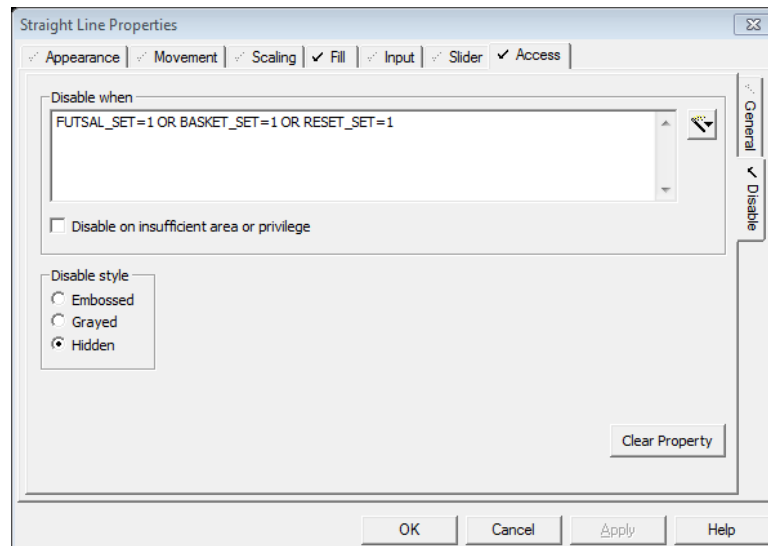 Straight Line Properties
Appearance Movement Scaling Fill Input Slider Access
Disable when
FUTSAL_SET=1 OR BASKET_SET=1 OR RESET_SET=1
Disable on insufficient area or privilege
Disable style
Embossed
Grayed
Hidden
Clear Property
General
Disable
OK Cancel Apply Help